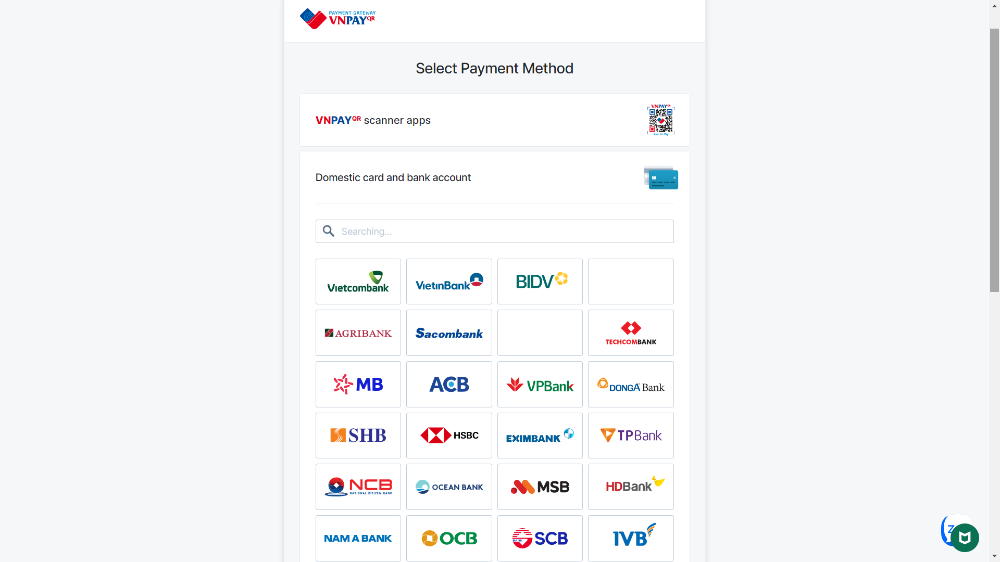 PAYMENT GATEWAY
VNPAYQR
Select Payment Method
VNPAYQR scanner apps
VNPAYQR
Scan to Pay
Domestic card and bank account
Searching...
Vietcombank
VietinBank
BIDV
AGRIBANK
Sacombank
TECHCOMBANK
MB
ACB
VPBank
DONGA Bank
SHB
HSBC
EXIMBANK
TPBank
NCB
NATIONAL CITIZEN BANK
OCEAN BANK
MSB
HDBank
NAM A BANK
OCB
BANK
SCB
IVB
Z